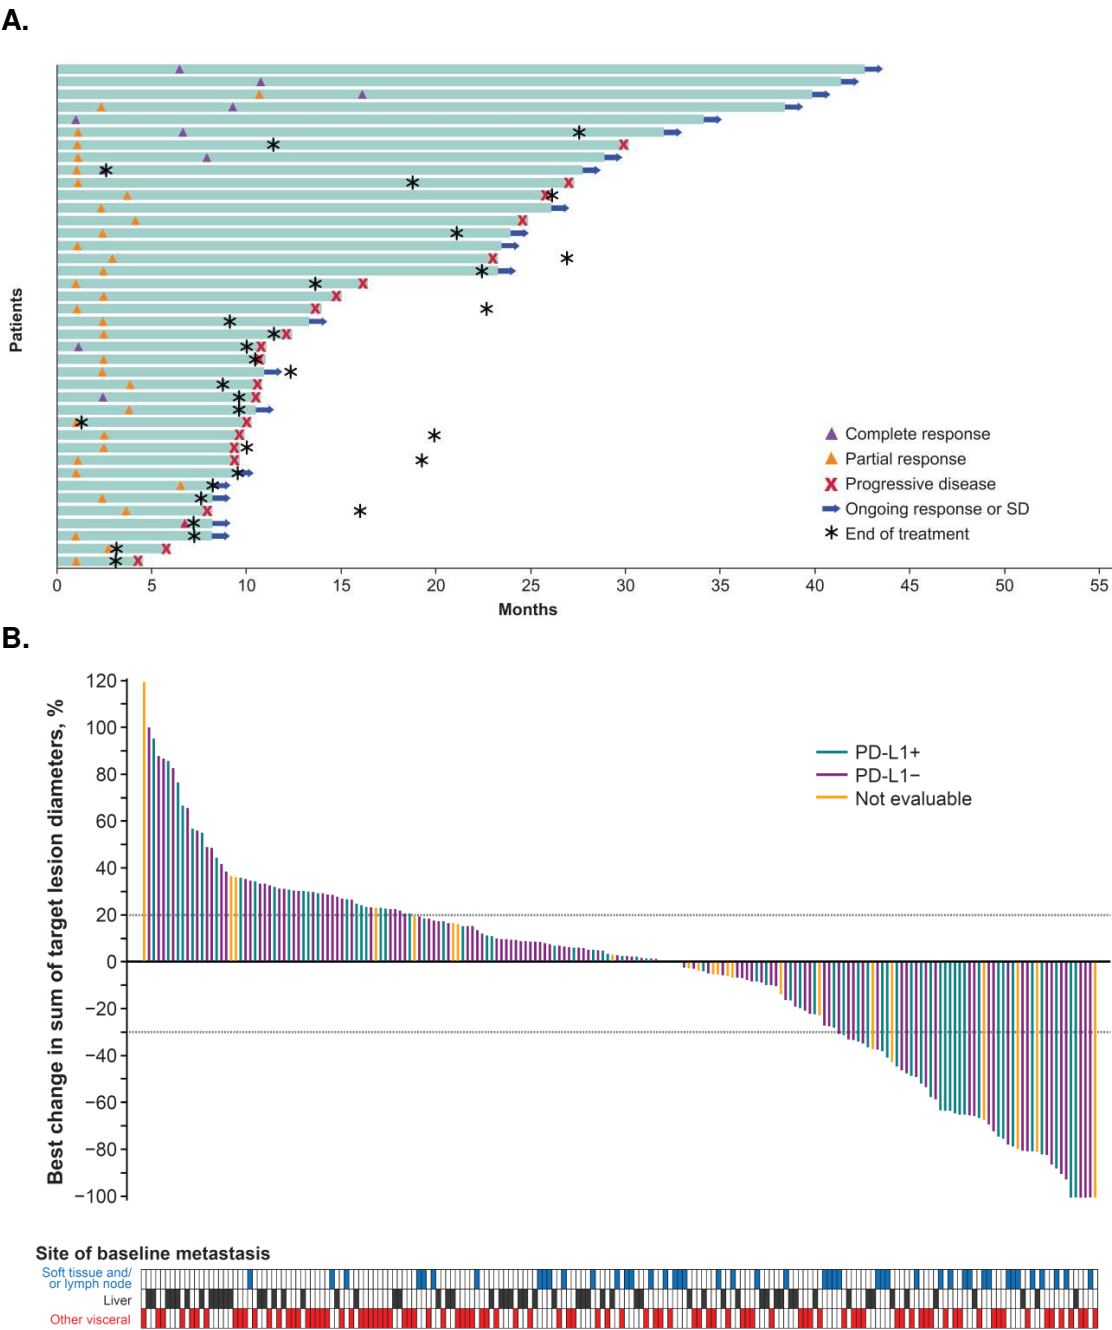 A.
Patients
Complete response
Partial response
Progressive disease
Ongoing response or SD
End of treatment
0 5 10 15 20 25 30 35 40 45 50 55
Months
B.
Best change in sum of target lesion diameters, %
120
100
80
60
40
20
0
−20
−40
−60
−80
−100
PD-L1+
PD-L1−
Not evaluable
Site of baseline metastasis
Soft tissue and/
or lymph node
Liver
Other visceral